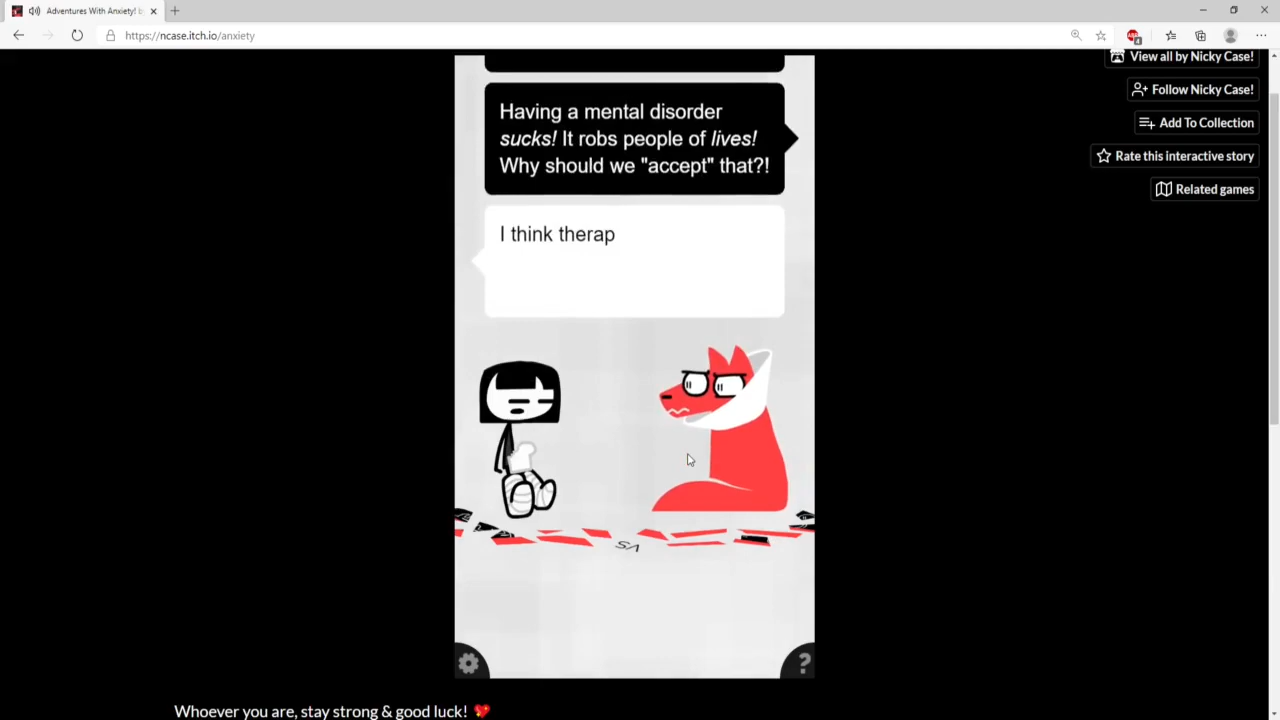 Adventures With Anxiety! b
https://ncase.itch.io/anxiety
View all by Nicky Case!
Follow Nicky Case!
Add To Collection
Rate this interactive story
Related games
Having a mental disorder
sucks! It robs people of lives!
Why should we "accept" that?!
I think therap
VS
?
Whoever you are, stay strong & good luck!